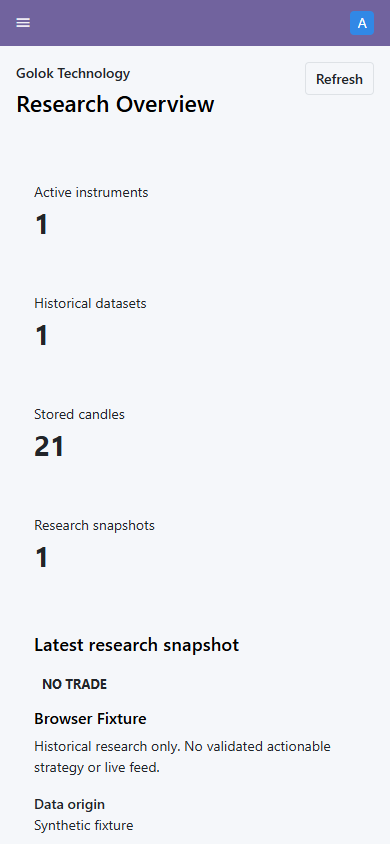 A
Golok Technology
Refresh
Research Overview
Active instruments
1
Historical datasets
1
Stored candles
21
Research snapshots
1
Latest research snapshot
NO TRADE
Browser Fixture
Historical research only. No validated actionable
strategy or live feed.
Data origin
Synthetic fixture